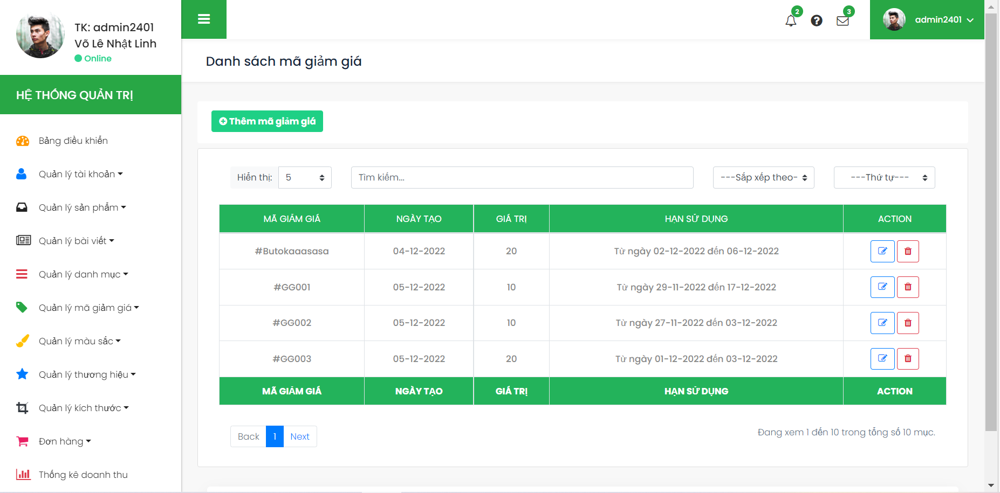 TK: admin2401
Võ Lê Nhật Linh
Online
HỆ THỐNG QUẢN TRỊ
Bảng điều khiển
Quản lý tài khoản
Quản lý sản phẩm
Quản lý bài viết
Quản lý danh mục
Quản lý mã giảm giá
Quản lý màu sắc
Quản lý thương hiệu
Quản lý kích thước
Đơn hàng
Thống kê doanh thu
2
3
admin2401
Danh sách mã giảm giá
Thêm mã giảm giá
Hiển thị: 5
Tìm kiếm...
---Sắp xếp theo-
---Thứ tự---
MÃ GIẢM GIÁ NGÀY TẠO GIÁ TRỊ HẠN SỬ DỤNG ACTION
#Butokaaasasa 04-12-2022 20 Từ ngày 02-12-2022 đến 06-12-2022
#GG001 05-12-2022 10 Từ ngày 29-11-2022 đến 17-12-2022
#GG002 05-12-2022 10 Từ ngày 27-11-2022 đến 03-12-2022
#GG003 05-12-2022 20 Từ ngày 01-12-2022 đến 03-12-2022
MÃ GIẢM GIÁ NGÀY TẠO GIÁ TRỊ HẠN SỬ DỤNG ACTION
Back 1 Next
Đang xem 1 đến 10 trong tổng số 10 mục.